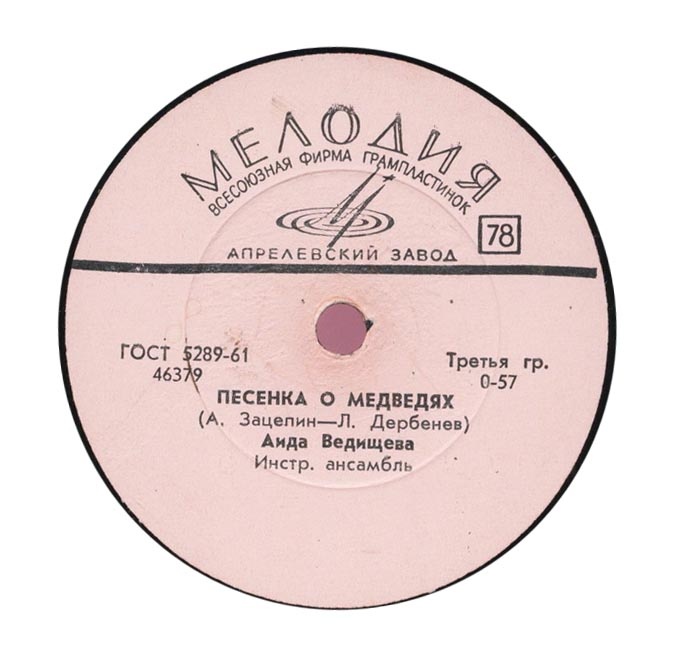 МЕЛОДИЯ
ВСЕСОЮЗНАЯ ФИРМА ГРАМПЛАСТИНОК
78
АПРЕЛЕВСКИЙ ЗАВОД
ГОСТ 5289-61
46379
Третья гр.
0-57
ПЕСЕНКА О МЕДВЕДЯХ
(А. Зацепин—Л. Дербенев)
Аида Ведищева
Инстр. ансамбль